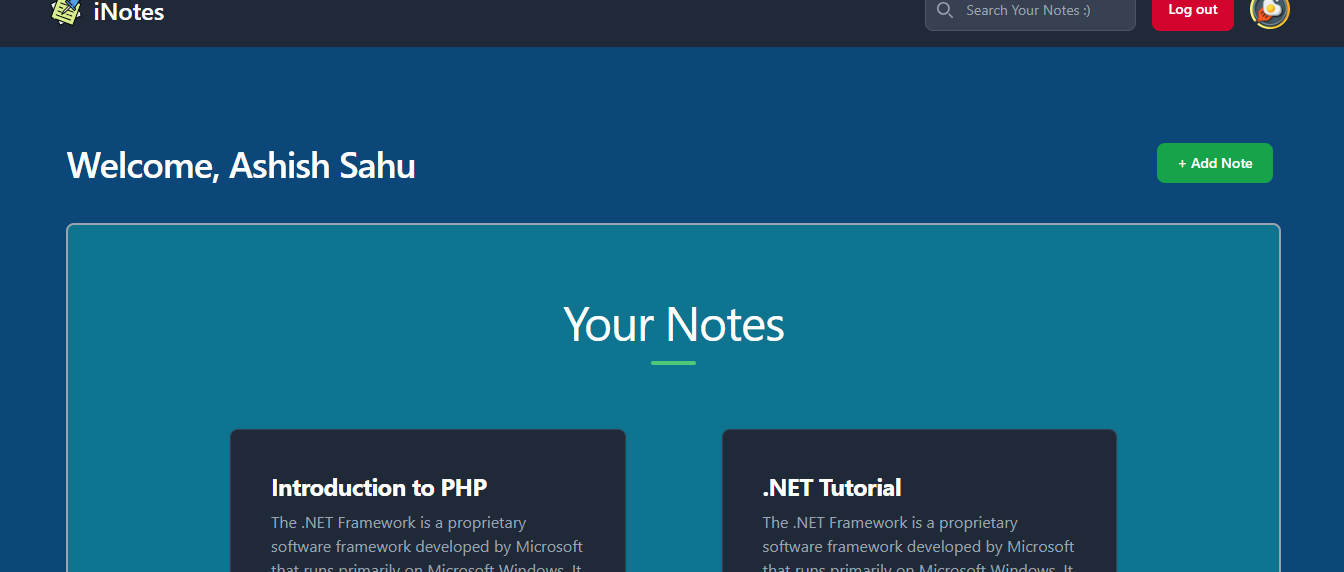 iNotes
Search Your Notes :)
Log out
Welcome, Ashish Sahu
+ Add Note
Your Notes
Introduction to PHP
The .NET Framework is a proprietary
software framework developed by Microsoft
that runs primarily on Microsoft Windows. It
.NET Tutorial
The .NET Framework is a proprietary
software framework developed by Microsoft
that runs primarily on Microsoft Windows. It